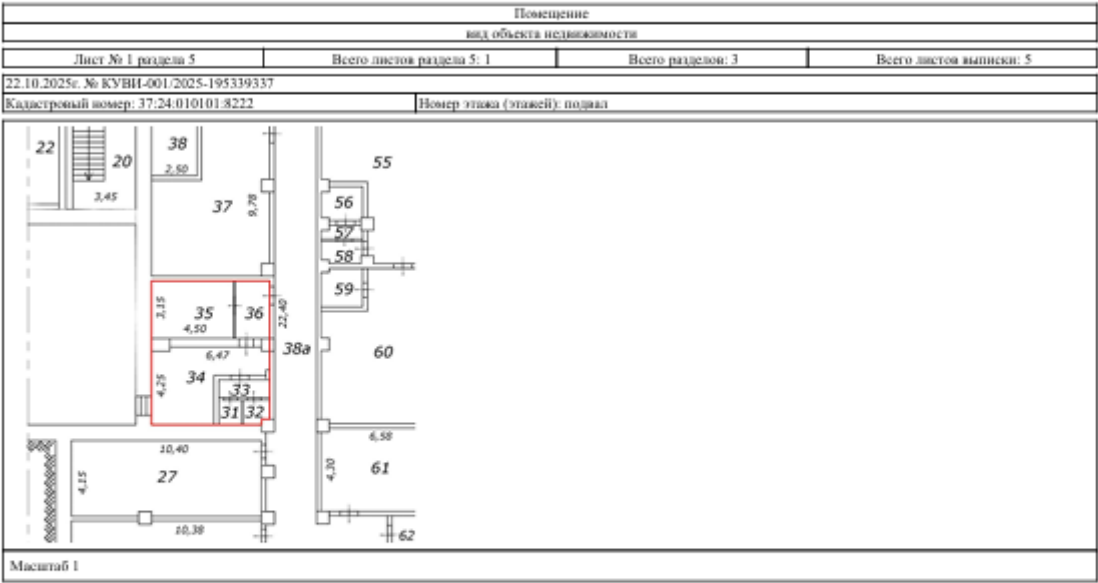 Помещение
вид объекта недвижимости
Лист № 1 раздела 5 Всего листов раздела 5: 1 Всего разделов: 3 Всего листов выписки: 5
22.10.2025г. № КУВИ-001/2025-195339337
Кадастровый номер: 37:24:010101:8222 Номер этажа (этажей): подвал
22 20 38 55
2,50
3,45 37 9,78 56
57
58
59
3,15 35 36 22,40
4,50
6,47 38а 60
4,25 34 33
31 32
10,40 6,58
4,15 27 4,30 61
10,38 62
Масштаб 1